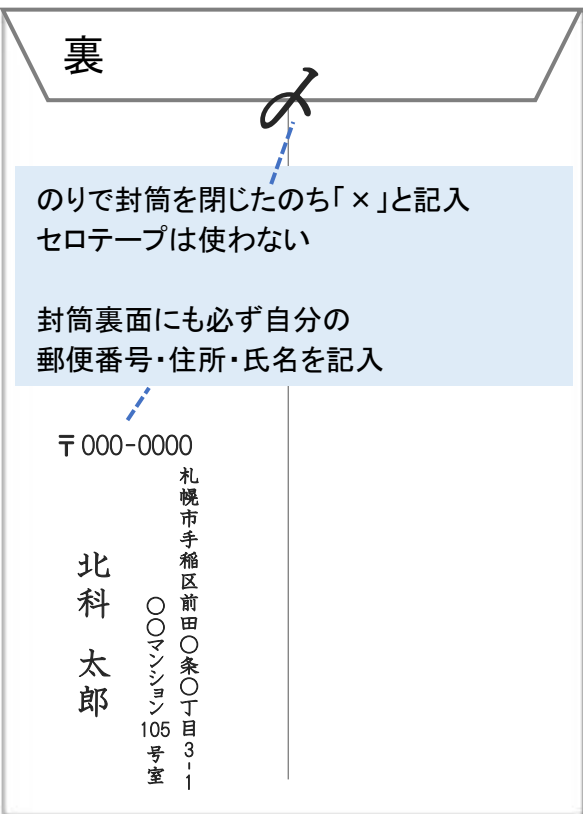 裏
〆
のりで封筒を閉じたのち「×」と記入
セロテープは使わない
封筒裏面にも必ず自分の
郵便番号・住所・氏名を記入
〒000-0000
札幌市手稲区前田〇条〇丁目3-1
〇〇マンション105号室
北科 太郎